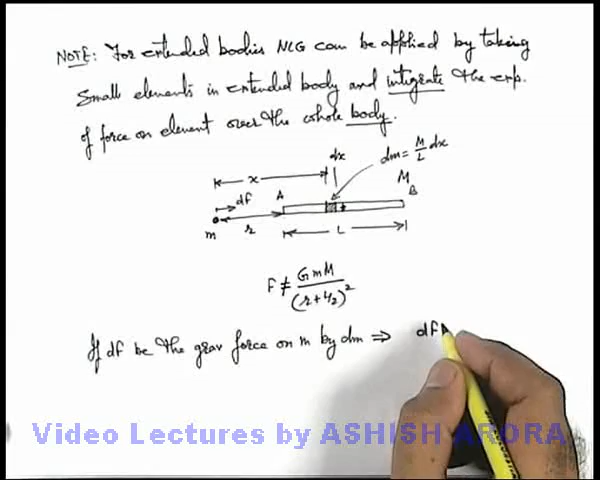 NOTE: For extended bodies NLG can be applied by taking
Small elements in extended body and integrate the exp.
of force on element over the whole body.
dx
dm = M/L dx
x
M
dF
A
B
m
r
L
F ≠ GmM/(r+L/2)²
If dF be the grav force on m by dm ⇒ dF
Video Lectures by ASHISH ARORA